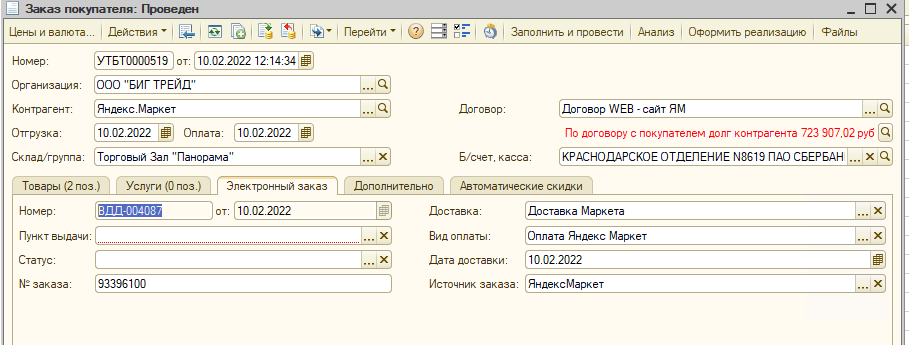 Заказ покупателя: Проведен
Цены и валюта... Действия Перейти Заполнить и провести Анализ Оформить реализацию Файлы
Номер: УТБТ0000519 от: 10.02.2022 12:14:34
Организация: ООО "БИГ ТРЕЙД"
Контрагент: Яндекс.Маркет Договор: Договор WEB - сайт ЯМ
Отгрузка: 10.02.2022 Оплата: 10.02.2022 По договору с покупателем долг контрагента 723 907,02 руб
Склад/группа: Торговый Зал "Панорама" Б/счет, касса: КРАСНОДАРСКОЕ ОТДЕЛЕНИЕ N8619 ПАО СБЕРБАН
Товары (2 поз.) Услуги (0 поз.) Электронный заказ Дополнительно Автоматические скидки
Номер: ВДД-004087 от: 10.02.2022 Доставка: Доставка Маркета
Пункт выдачи: Вид оплаты: Оплата Яндекс Маркет
Статус: Дата доставки: 10.02.2022
№ заказа: 93396100 Источник заказа: ЯндексМаркет